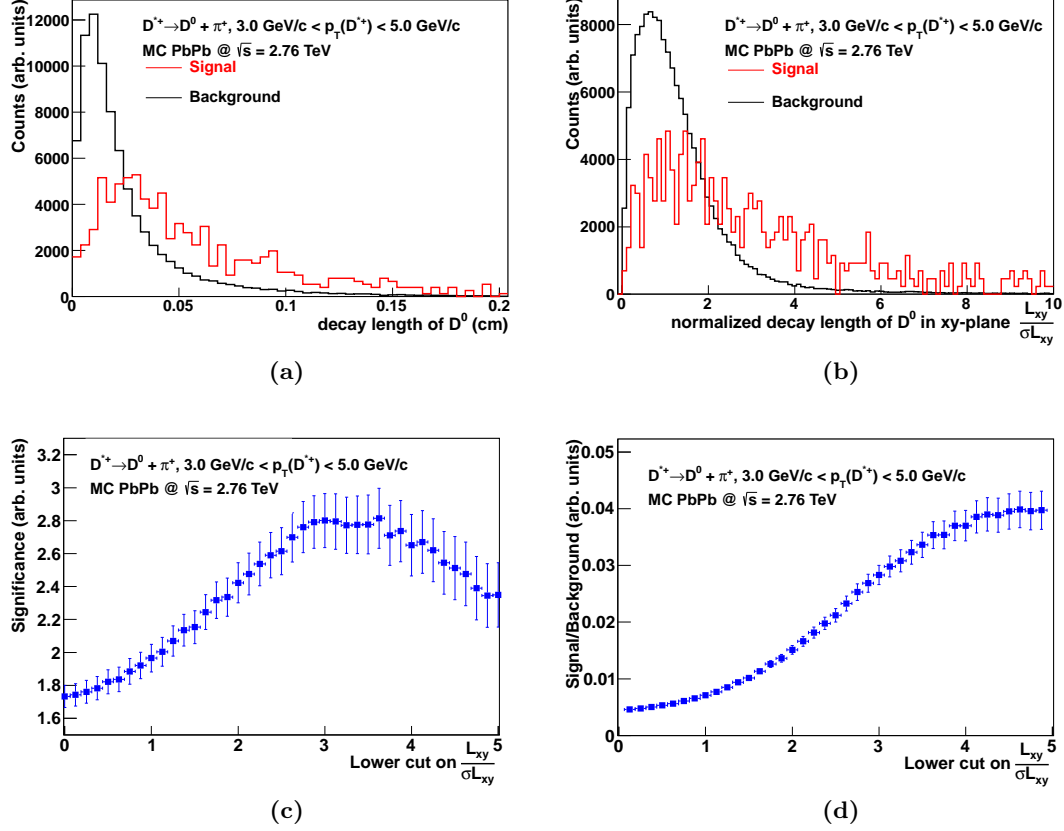 Counts (arb. units)
12000
10000
8000
6000
4000
2000
0
D*+→D0 + π+, 3.0 GeV/c < pT(D*+) < 5.0 GeV/c
MC PbPb @ √s = 2.76 TeV
Signal
Background
0 0.05 0.1 0.15 0.2
decay length of D0 (cm)
(a)
Counts (arb. units)
8000
6000
4000
2000
0
D*+→D0 + π+, 3.0 GeV/c < pT(D*+) < 5.0 GeV/c
MC PbPb @ √s = 2.76 TeV
Signal
Background
0 2 4 6 8 10
normalized decay length of D0 in xy-plane Lxy/σLxy
(b)
Significance (arb. units)
3.2
3
2.8
2.6
2.4
2.2
2
1.8
1.6
D*+→D0 + π+, 3.0 GeV/c < pT(D*+) < 5.0 GeV/c
MC PbPb @ √s = 2.76 TeV
0 1 2 3 4 5
Lower cut on Lxy/σLxy
(c)
Signal/Background (arb. units)
0.05
0.04
0.03
0.02
0.01
0
D*+→D0 + π+, 3.0 GeV/c < pT(D*+) < 5.0 GeV/c
MC PbPb @ √s = 2.76 TeV
0 1 2 3 4 5
Lower cut on Lxy/σLxy
(d)